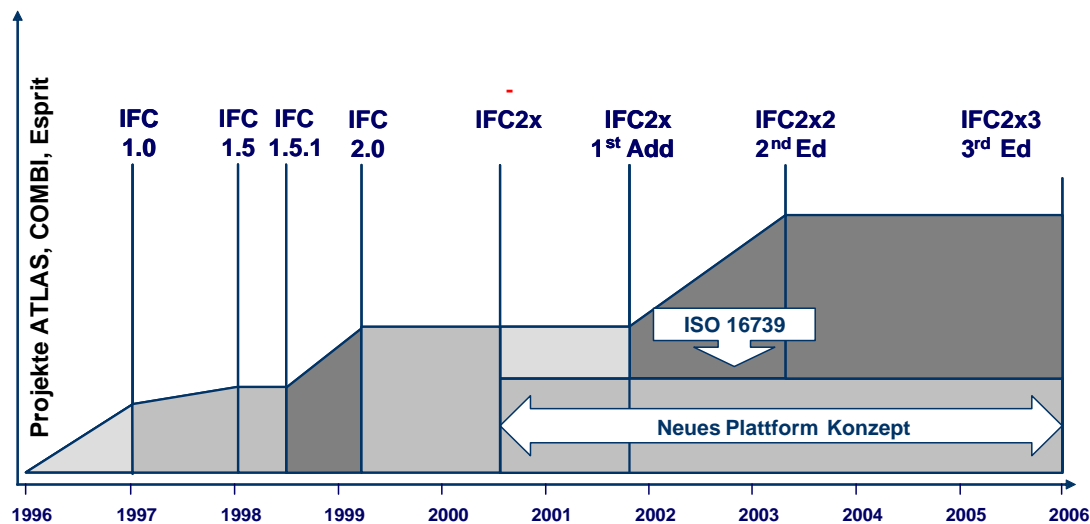 Projekte ATLAS, COMBI, Esprit
-
IFC
1.0
IFC
1.5
IFC
1.5.1
IFC
2.0
IFC2x
IFC2x
1st Add
IFC2x2
2nd Ed
IFC2x3
3rd Ed
ISO 16739
Neues Plattform Konzept
1996 1997 1998 1999 2000 2001 2002 2003 2004 2005 2006